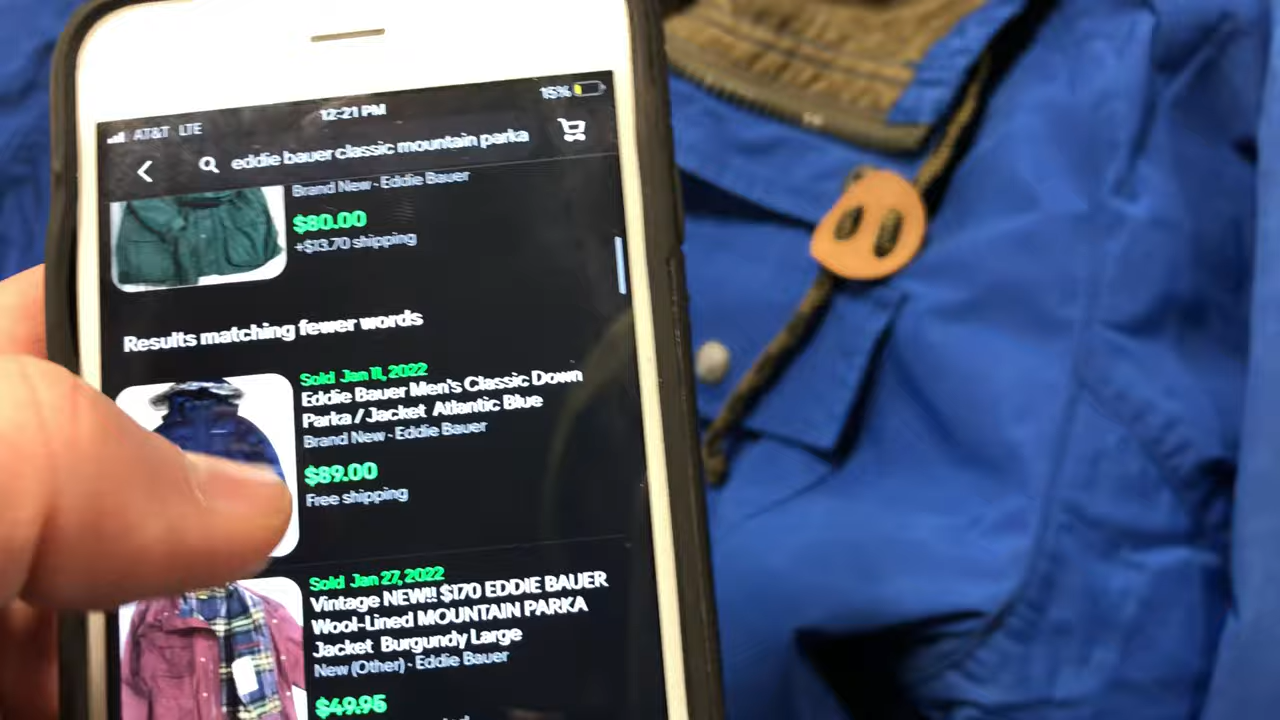 12:21 PM
15%
AT&T LTE
eddie bauer classic mountain parka
Brand New · Eddie Bauer
$80.00
+$13.70 shipping
Results matching fewer words
Sold Jan 11, 2022
Eddie Bauer Men's Classic Down
Parka / Jacket Atlantic Blue
Brand New · Eddie Bauer
$89.00
Free shipping
Sold Jan 27, 2022
Vintage NEW!! $170 EDDIE BAUER
Wool-Lined MOUNTAIN PARKA
Jacket Burgundy Large
New (Other) · Eddie Bauer
$49.95